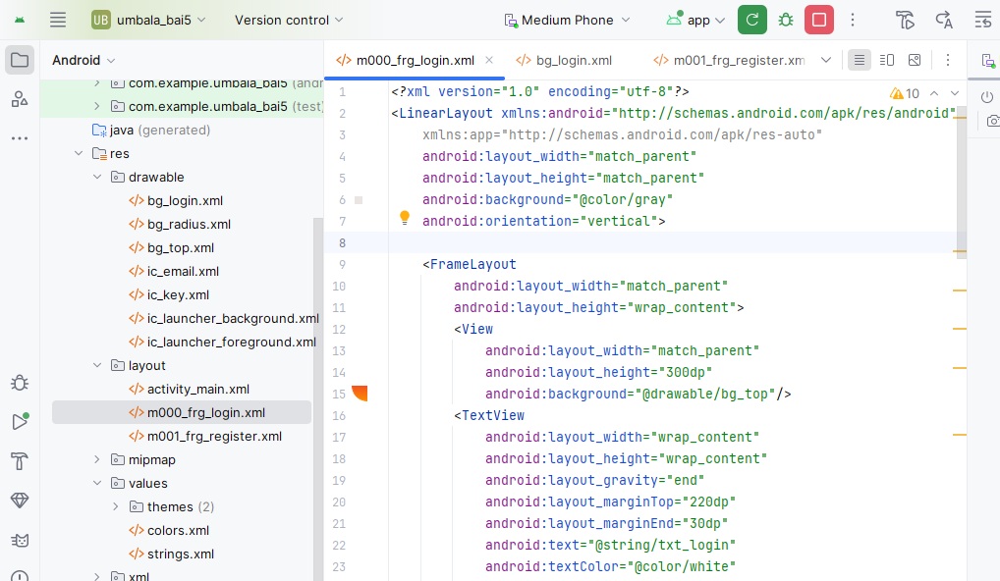 UB umbala_bai5 Version control Medium Phone app
Android
m000_frg_login.xml bg_login.xml m001_frg_register.xm
com.example.umbala_bai5 (andr
com.example.umbala_bai5 (test)
java (generated)
res
drawable
bg_login.xml
bg_radius.xml
bg_top.xml
ic_email.xml
ic_key.xml
ic_launcher_background.xml
ic_launcher_foreground.xml
layout
activity_main.xml
m000_frg_login.xml
m001_frg_register.xml
mipmap
values
themes (2)
colors.xml
strings.xml
xml
10
1 <?xml version="1.0" encoding="utf-8"?>
2 <LinearLayout xmlns:android="http://schemas.android.com/apk/res/android"
3 xmlns:app="http://schemas.android.com/apk/res-auto"
4 android:layout_width="match_parent"
5 android:layout_height="match_parent"
6 android:background="@color/gray"
7 android:orientation="vertical">
8
9 <FrameLayout
10 android:layout_width="match_parent"
11 android:layout_height="wrap_content">
12 <View
13 android:layout_width="match_parent"
14 android:layout_height="300dp"
15 android:background="@drawable/bg_top"/>
16 <TextView
17 android:layout_width="wrap_content"
18 android:layout_height="wrap_content"
19 android:layout_gravity="end"
20 android:layout_marginTop="220dp"
21 android:layout_marginEnd="30dp"
22 android:text="@string/txt_login"
23 android:textColor="@color/white"